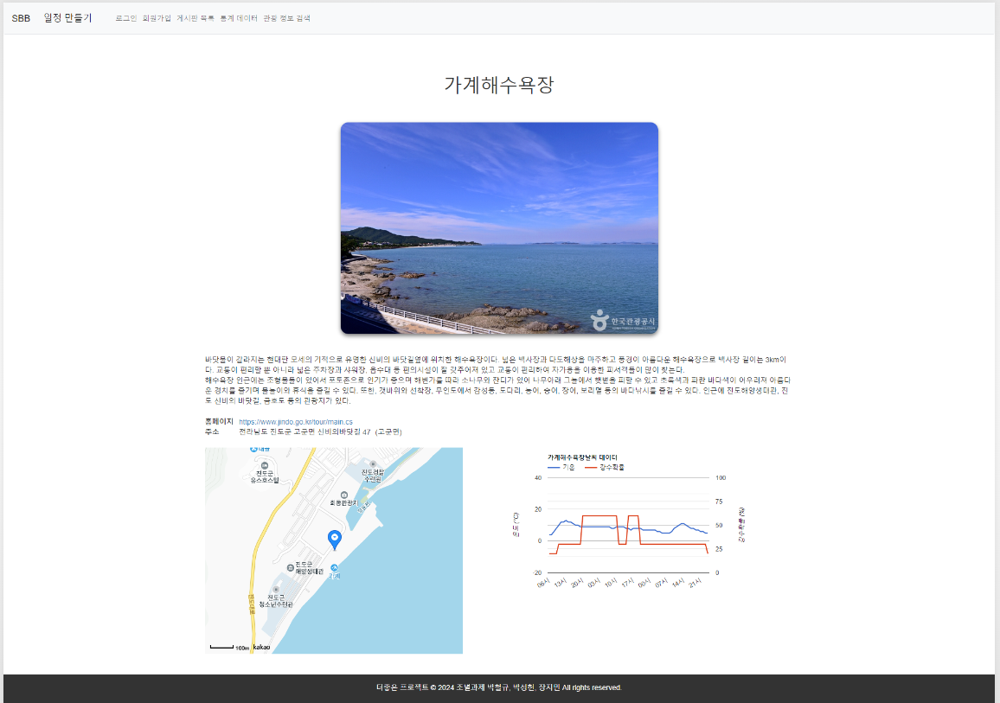 SBB 일정 만들기 로그인 회원가입 게시판 목록 통계 데이터 관광 정보 검색
가계해수욕장
한국관광공사
바닷물이 갈라지는 현대판 모세의 기적으로 유명한 신비의 바닷길옆에 위치한 해수욕장이다. 넓은 백사장과 다도해상을 마주하고 풍경이 아름다운 해수욕장으로 백사장 길이는 3km이
다. 교통이 편리할 뿐 아니라 넓은 주차장과 샤워장, 음수대 등 편의시설이 잘 갖추어져 있고 교통이 편리하여 자가용을 이용한 피서객들이 많이 찾는다.
해수욕장 인근에는 조형물들이 있어서 포토존으로 인기가 좋으며 해변가를 따라 소나무와 잔디가 있어 나무아래 그늘에서 햇볕을 피할 수 있고 초록색과 파란 바다색이 어우러져 아름다
운 경치를 즐기며 물놀이와 휴식을 즐길 수 있다. 또한, 갯바위와 선착장, 무인도에서 감성돔, 도다리, 농어, 숭어, 장어, 보리멸 등의 바다낚시를 즐길 수 있다. 인근에 진도해양생태관, 진
도 신비의 바닷길, 금호도 등의 관광지가 있다.
홈페이지 https://www.jindo.go.kr/tour/main.cs
주소 전라남도 진도군 고군면 신비의바닷길 47 (고군면)
진도군
유스호스텔
진도경찰
수련원
회동관광지
진도군
해양생태관
가계
진도군
청소년수련관
100m kakao
가계해수욕장날씨 데이터
기온 강수확률
40 20 0 -20
온도 (°C)
100 75 50 25 0
강수확률 (%)
06시 13시 20시 03시 10시 17시 00시 07시 14시 21시
더좋은 프로젝트 © 2024 조별과제 박철규, 박성헌, 장지민 All rights reserved.